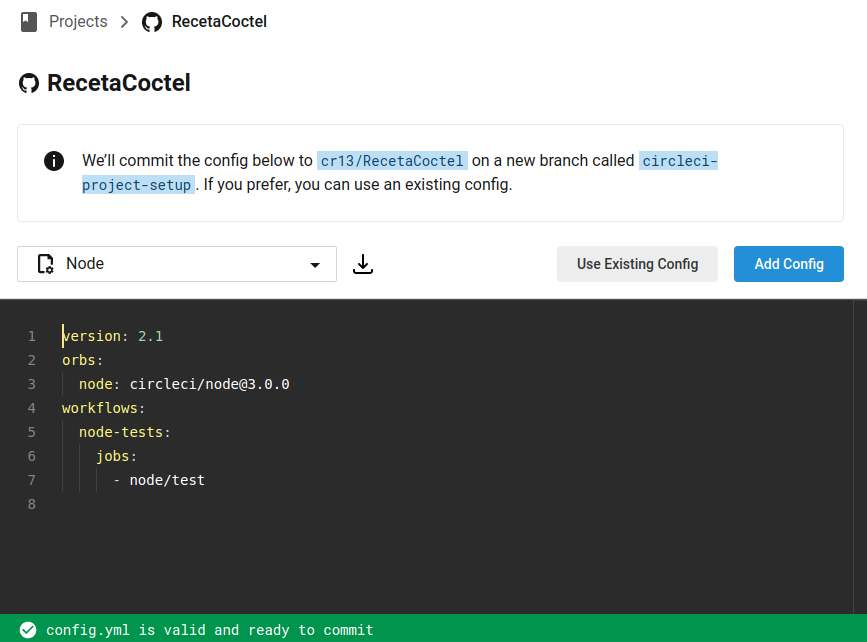 Projects > RecetaCoctel
RecetaCoctel
We'll commit the config below to cr13/RecetaCoctel on a new branch called circleci-
project-setup. If you prefer, you can use an existing config.
Node
Use Existing Config
Add Config
1 version: 2.1
2 orbs:
3   node: circleci/node@3.0.0
4 workflows:
5   node-tests:
6     jobs:
7       - node/test
8
config.yml is valid and ready to commit